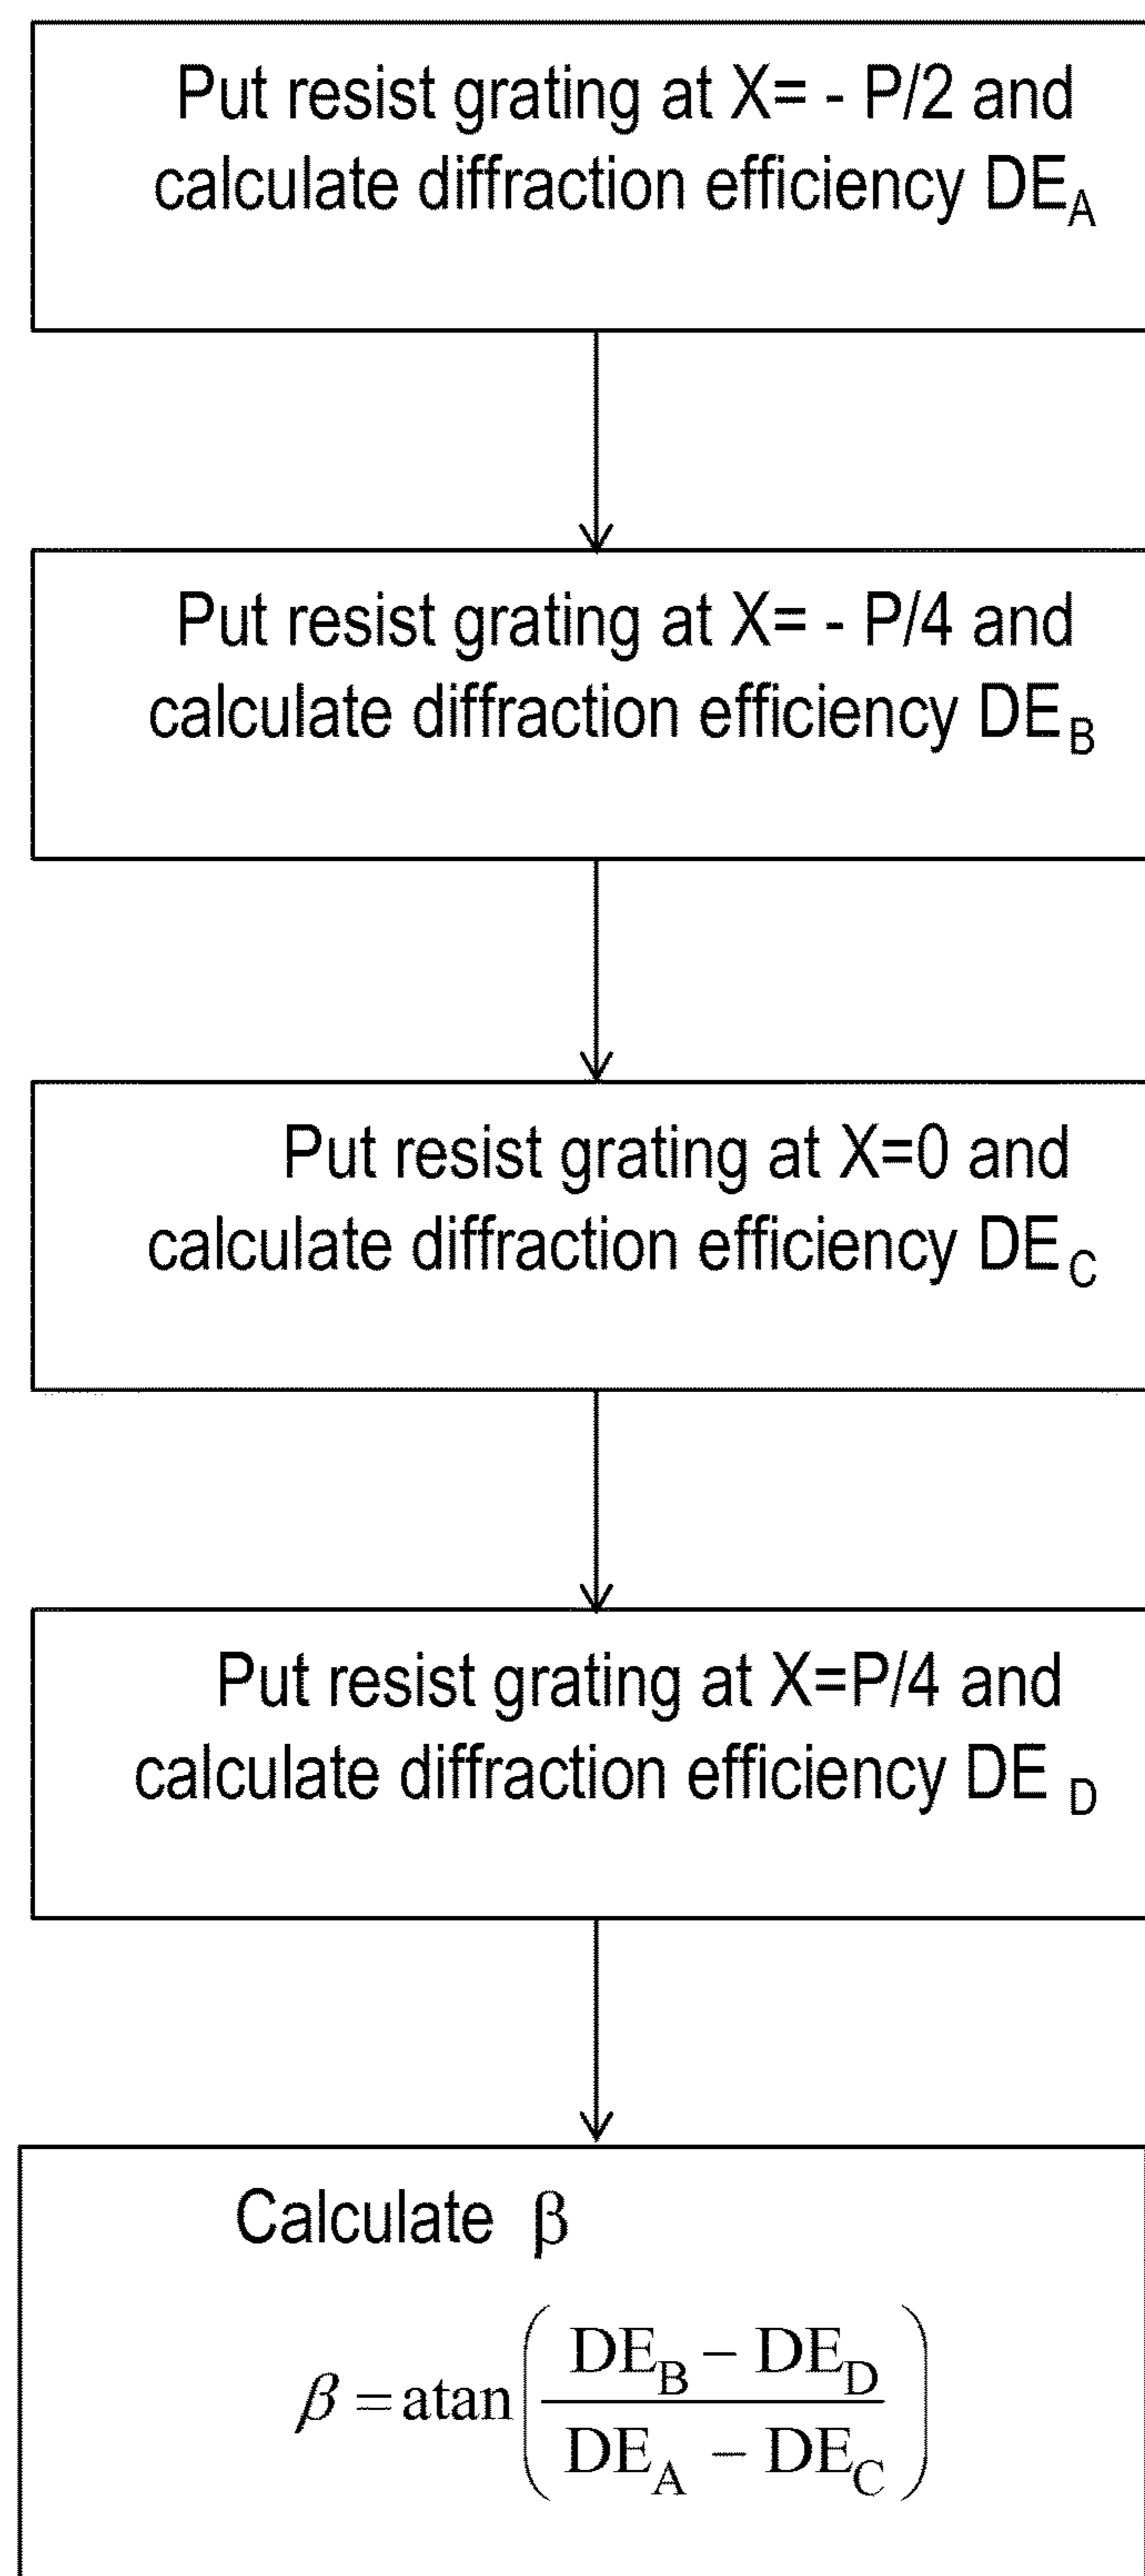 Put resist grating at X= - P/2 and
calculate diffraction efficiency DE_A
Put resist grating at X= - P/4 and
calculate diffraction efficiency DE_B
Put resist grating at X=0 and
calculate diffraction efficiency DE_C
Put resist grating at X=P/4 and
calculate diffraction efficiency DE_D
Calculate β
β = atan( (DE_B − DE_D) / (DE_A − DE_C) )